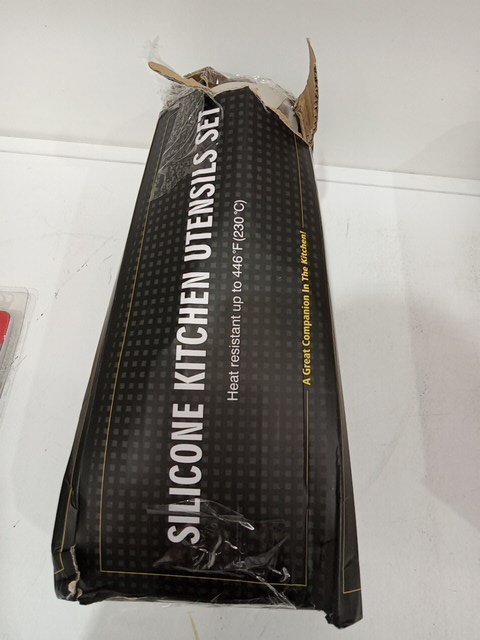 SILICONE KITCHEN UTENSILS SET
Heat resistant up to 446°F(230°C)
A Great Companion In The Kitchen!